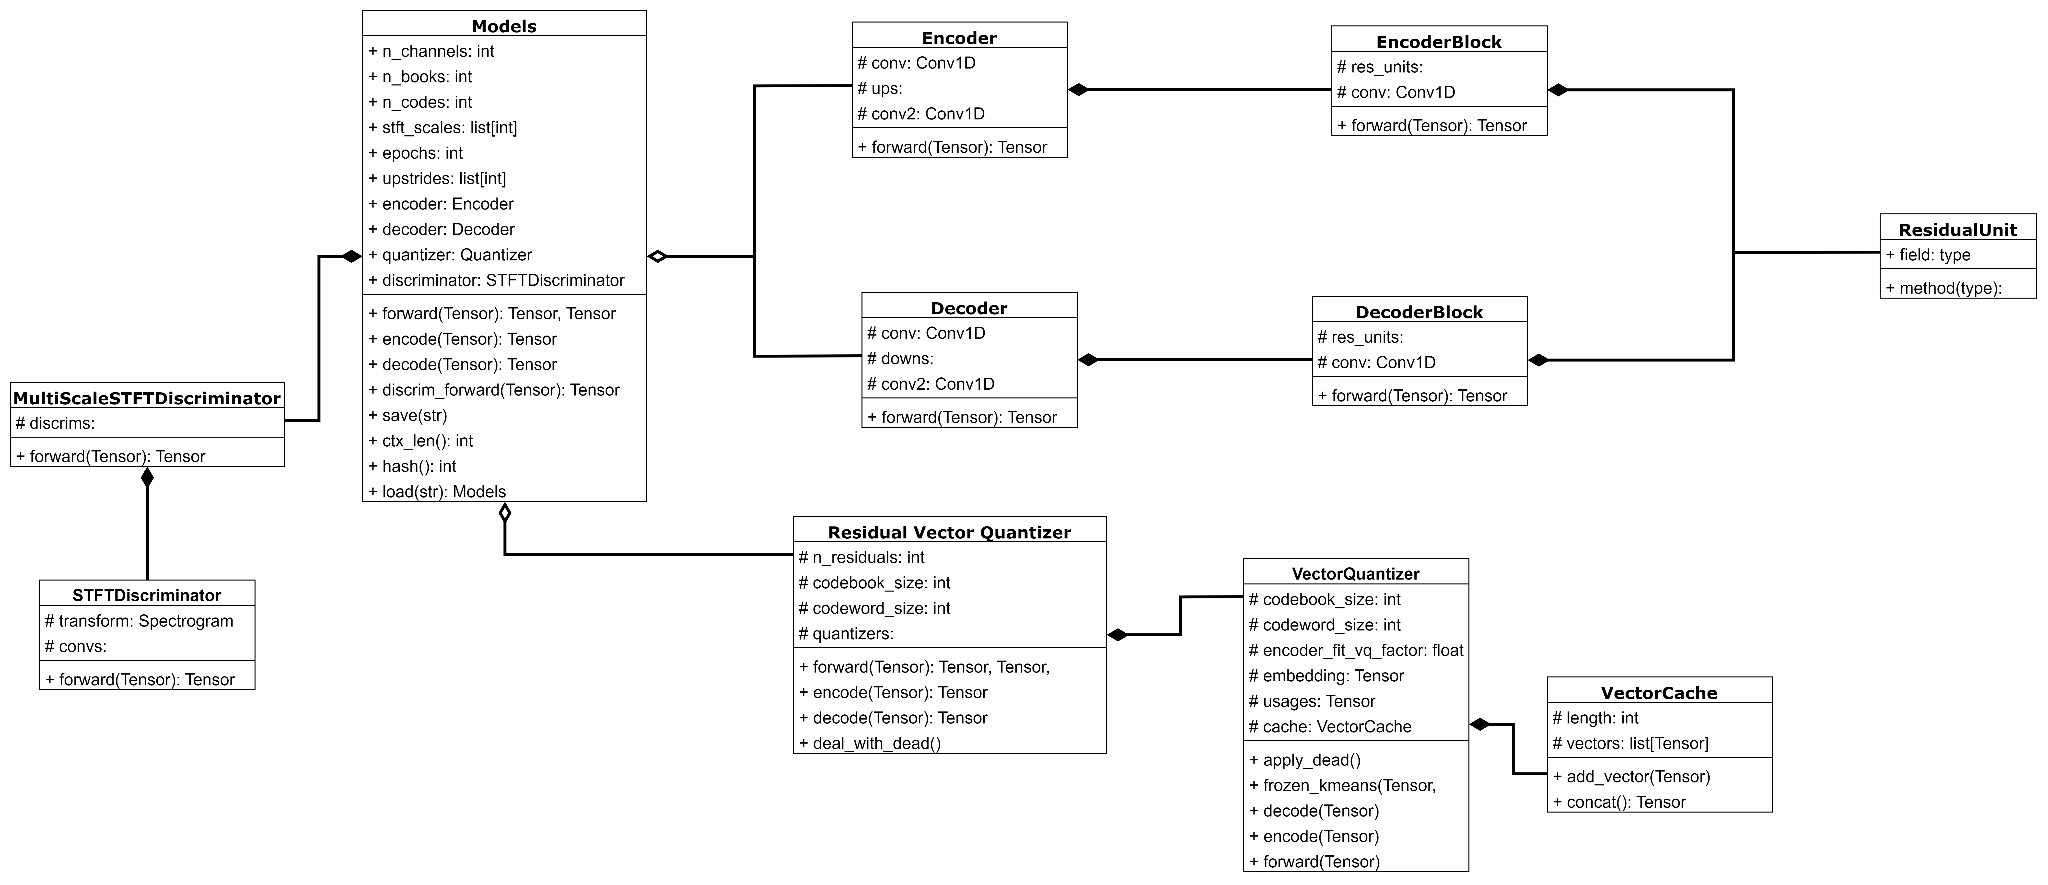 Models
+ n_channels: int
+ n_books: int
+ n_codes: int
+ stft_scales: list[int]
+ epochs: int
+ upstrides: list[int]
+ encoder: Encoder
+ decoder: Decoder
+ quantizer: Quantizer
+ discriminator: STFTDiscriminator
+ forward(Tensor): Tensor, Tensor
+ encode(Tensor): Tensor
+ decode(Tensor): Tensor
+ discrim_forward(Tensor): Tensor
+ save(str)
+ ctx_len(): int
+ hash(): int
+ load(str): Models
Encoder
# conv: Conv1D
# ups:
# conv2: Conv1D
+ forward(Tensor): Tensor
EncoderBlock
# res_units:
# conv: Conv1D
+ forward(Tensor): Tensor
ResidualUnit
+ field: type
+ method(type):
Decoder
# conv: Conv1D
# downs:
# conv2: Conv1D
+ forward(Tensor): Tensor
DecoderBlock
# res_units:
# conv: Conv1D
+ forward(Tensor): Tensor
MultiScaleSTFTDiscriminator
# discrims:
+ forward(Tensor): Tensor
STFTDiscriminator
# transform: Spectrogram
# convs:
+ forward(Tensor): Tensor
Residual Vector Quantizer
# n_residuals: int
# codebook_size: int
# codeword_size: int
# quantizers:
+ forward(Tensor): Tensor, Tensor,
+ encode(Tensor): Tensor
+ decode(Tensor): Tensor
+ deal_with_dead()
VectorQuantizer
# codebook_size: int
# codeword_size: int
# encoder_fit_vq_factor: float
# embedding: Tensor
# usages: Tensor
# cache: VectorCache
+ apply_dead()
+ frozen_kmeans(Tensor,
+ decode(Tensor)
+ encode(Tensor)
+ forward(Tensor)
VectorCache
# length: int
# vectors: list[Tensor]
+ add_vector(Tensor)
+ concat(): Tensor